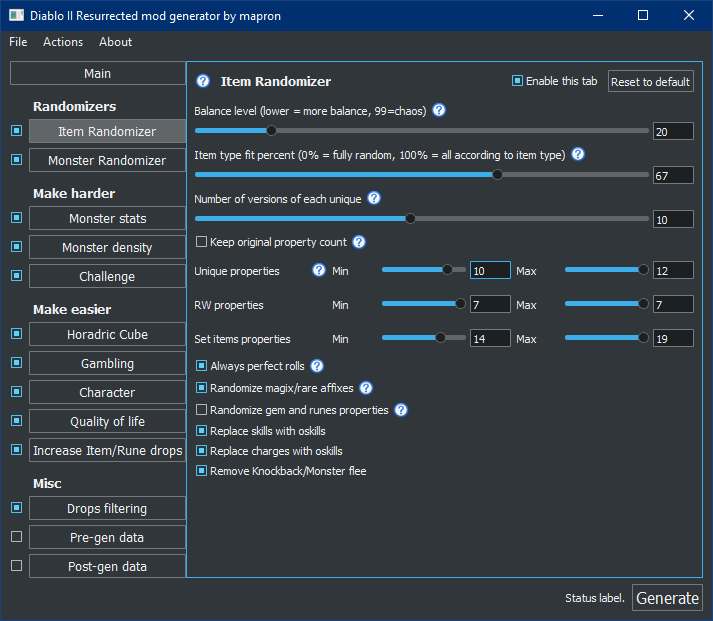 Diablo II Resurrected mod generator by mapron
File Actions About
Main
Randomizers
Item Randomizer
Monster Randomizer
Make harder
Monster stats
Monster density
Challenge
Make easier
Horadric Cube
Gambling
Character
Quality of life
Increase Item/Rune drops
Misc
Drops filtering
Pre-gen data
Post-gen data
? Item Randomizer
Enable this tab
Reset to default
Balance level (lower = more balance, 99=chaos) ?
20
Item type fit percent (0% = fully random, 100% = all according to item type) ?
67
Number of versions of each unique ?
10
Keep original property count ?
Unique properties ? Min 10 Max 12
RW properties Min 7 Max 7
Set items properties Min 14 Max 19
Always perfect rolls ?
Randomize magix/rare affixes ?
Randomize gem and runes properties ?
Replace skills with oskills
Replace charges with oskills
Remove Knockback/Monster flee
Status label. Generate